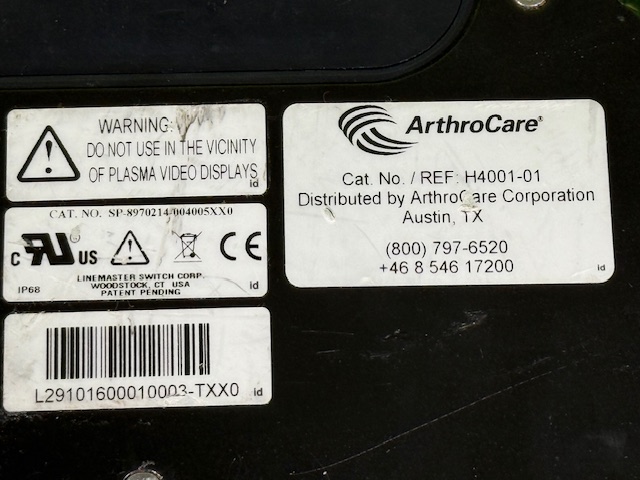 WARNING:
DO NOT USE IN THE VICINITY
OF PLASMA VIDEO DISPLAYS
id
CAT. NO. SP-8970214-004005XX0
c RU US CE
LINEMASTER SWITCH CORP.
WOODSTOCK, CT USA
IP68 PATENT PENDING id
L29101600010003-TXX0 id
ArthroCare®
Cat. No. / REF: H4001-01
Distributed by ArthroCare Corporation
Austin, TX
(800) 797-6520
+46 8 546 17200
id